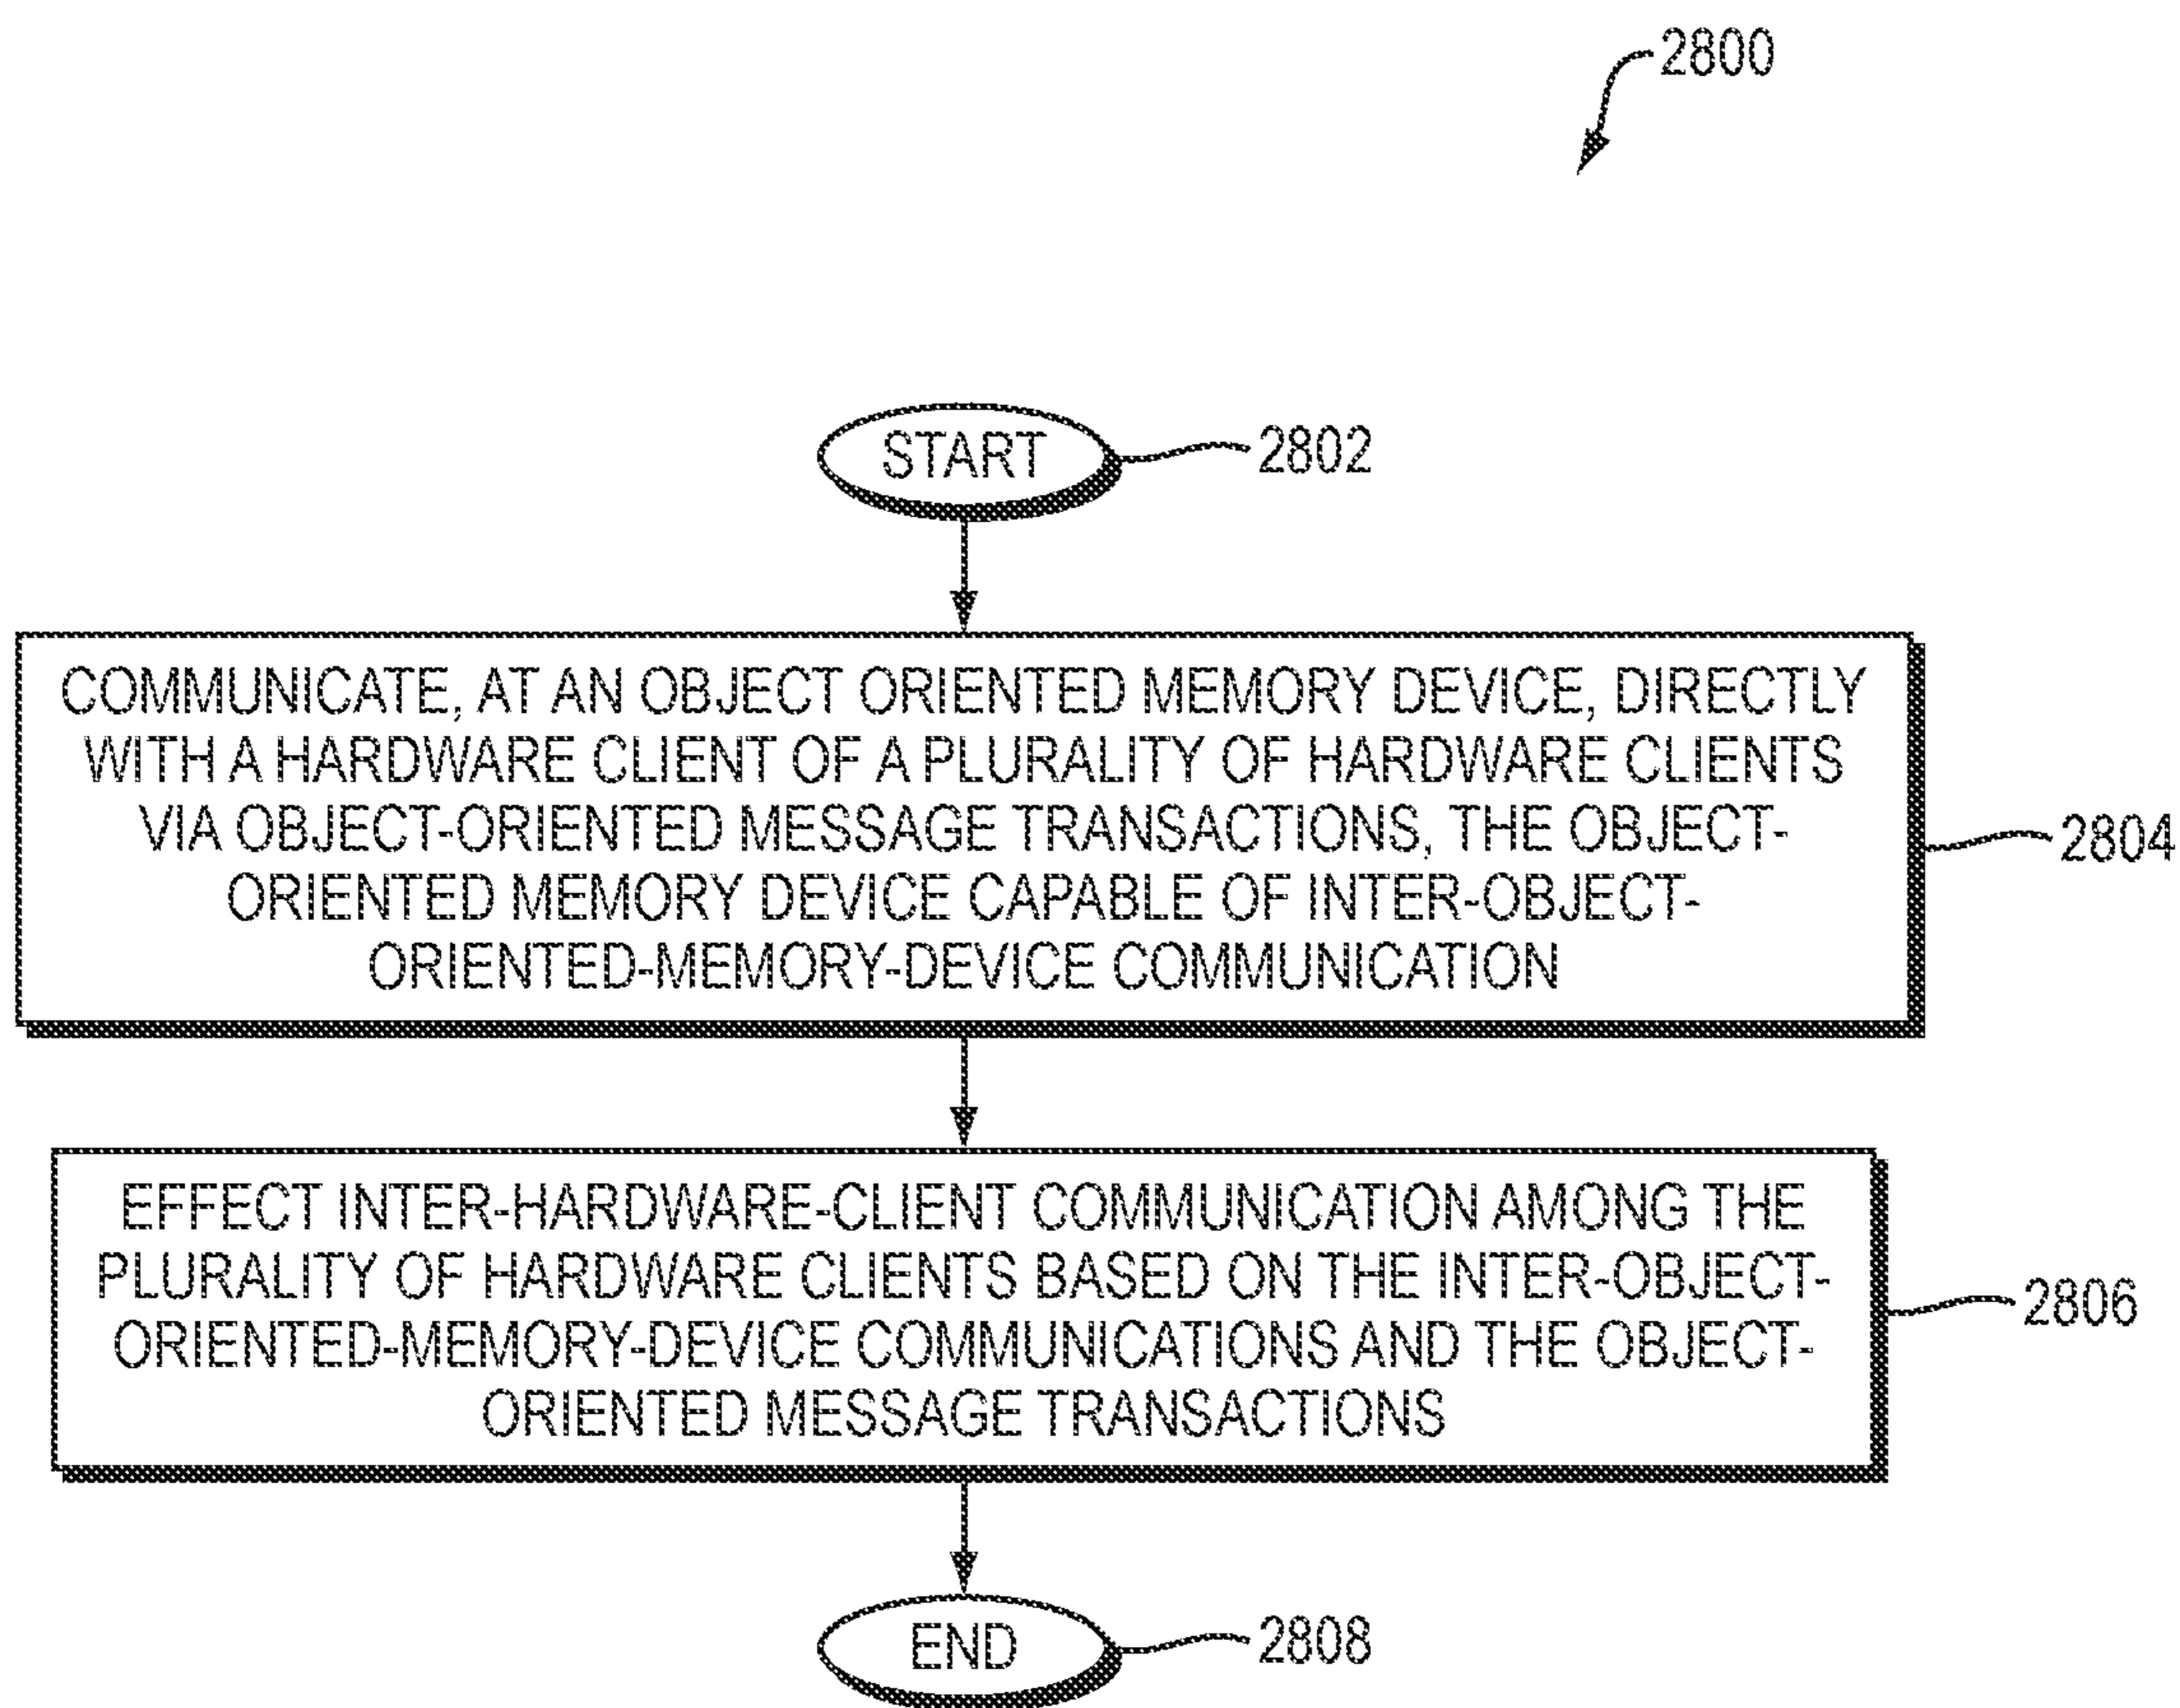 2800
START
2802
COMMUNICATE, AT AN OBJECT ORIENTED MEMORY DEVICE, DIRECTLY
WITH A HARDWARE CLIENT OF A PLURALITY OF HARDWARE CLIENTS
VIA OBJECT-ORIENTED MESSAGE TRANSACTIONS, THE OBJECT-
ORIENTED MEMORY DEVICE CAPABLE OF INTER-OBJECT-
ORIENTED-MEMORY-DEVICE COMMUNICATION
2804
EFFECT INTER-HARDWARE-CLIENT COMMUNICATION AMONG THE
PLURALITY OF HARDWARE CLIENTS BASED ON THE INTER-OBJECT-
ORIENTED-MEMORY-DEVICE COMMUNICATIONS AND THE OBJECT-
ORIENTED MESSAGE TRANSACTIONS
2806
END
2808